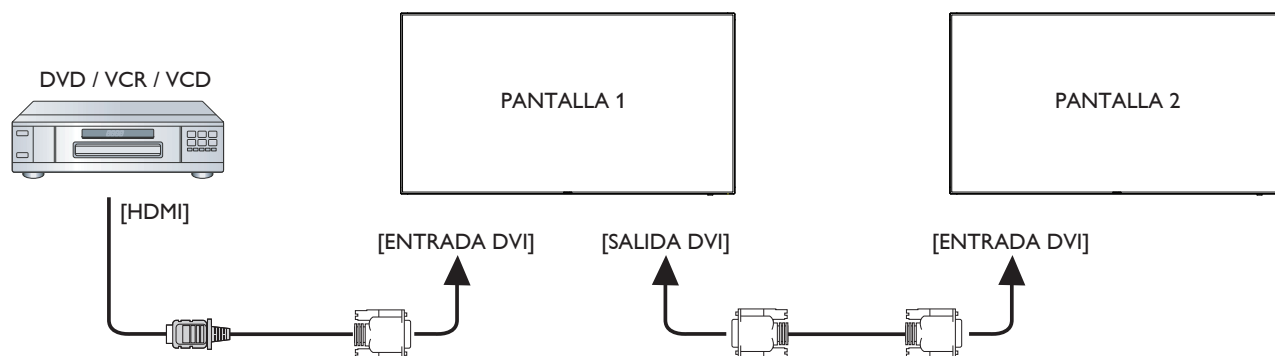 DVD / VCR / VCD
PANTALLA 1
PANTALLA 2
[HDMI]
[ENTRADA DVI]
[SALIDA DVI]
[ENTRADA DVI]